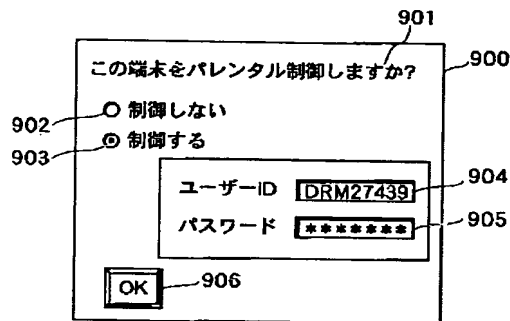 901
この端末をパレンタル制御しますか?
900
902
○ 制御しない
903
◉ 制御する
ユーザーID DRM27439
904
パスワード *******
905
OK
906